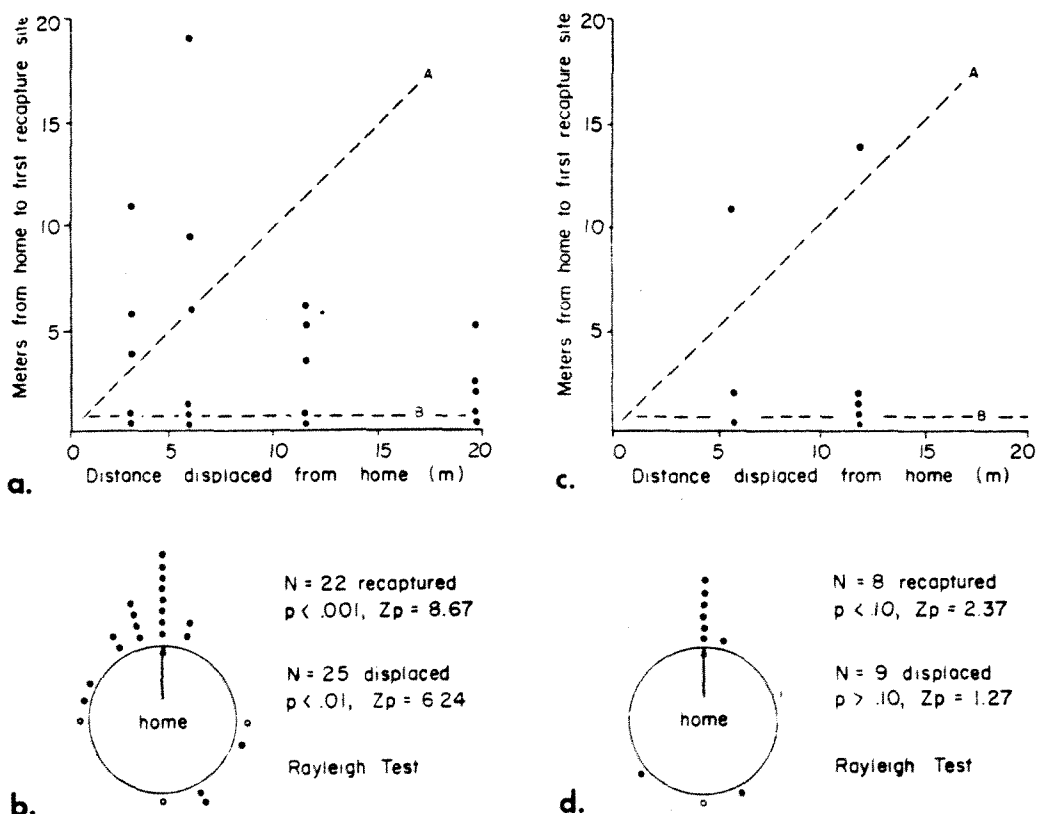 20
15
10
5
0
5
10
15
20
Meters from home to first recapture site
Distance displaced from home (m)
A
B
a.
20
15
10
5
0
5
10
15
20
Meters from home to first recapture site
Distance displaced from home (m)
A
B
c.
home
N = 22 recaptured
p < .001, Zp = 8.67
N = 25 displaced
p < .01, Zp = 6.24
Rayleigh Test
b.
home
N = 8 recaptured
p < .10, Zp = 2.37
N = 9 displaced
p > .10, Zp = 1.27
Rayleigh Test
d.